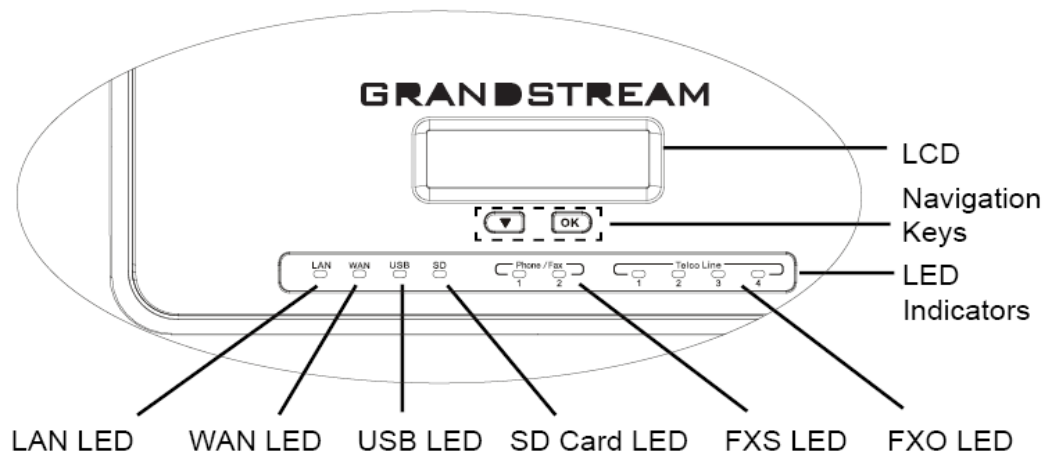 GRANDSTREAM
LCD
Navigation
Keys
OK
LED
Indicators
LAN WAN USB SD Phone / Fax Telco Line
1 2 1 2 3 4
LAN LED WAN LED USB LED SD Card LED FXS LED FXO LED